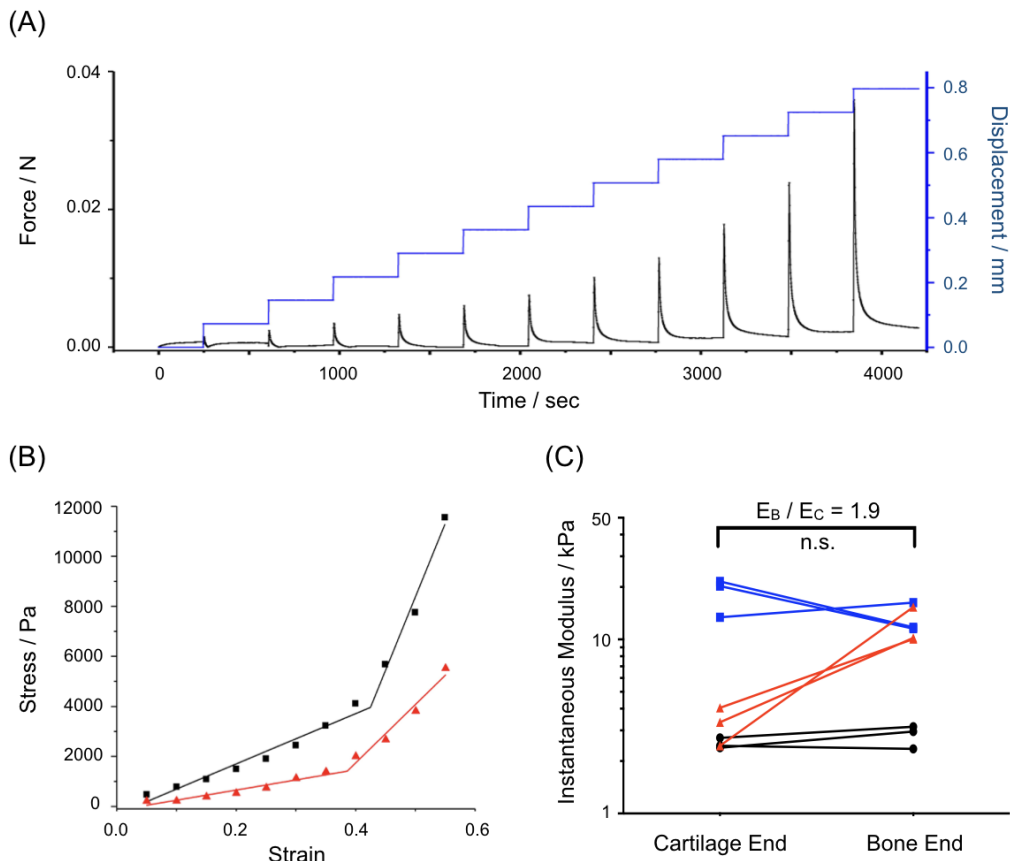 (A)
0.04
0.02
0.00
Force / N
0.8
0.6
0.4
0.2
0.0
Displacement / mm
0
1000
2000
3000
4000
Time / sec
(B)
12000
10000
8000
6000
4000
2000
0
Stress / Pa
0.0
0.2
0.4
0.6
Strain
(C)
50
10
1
Instantaneous Modulus / kPa
E_B / E_C = 1.9
n.s.
Cartilage End
Bone End